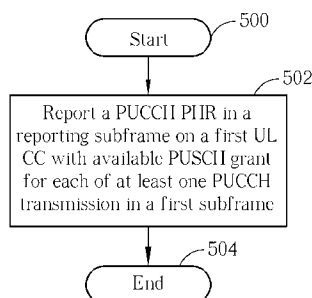 500
Start
502
Report a PUCCH PHR in a
reporting subframe on a first UL
CC with available PUSCH grant
for each of at least one PUCCH
transmission in a first subframe
504
End